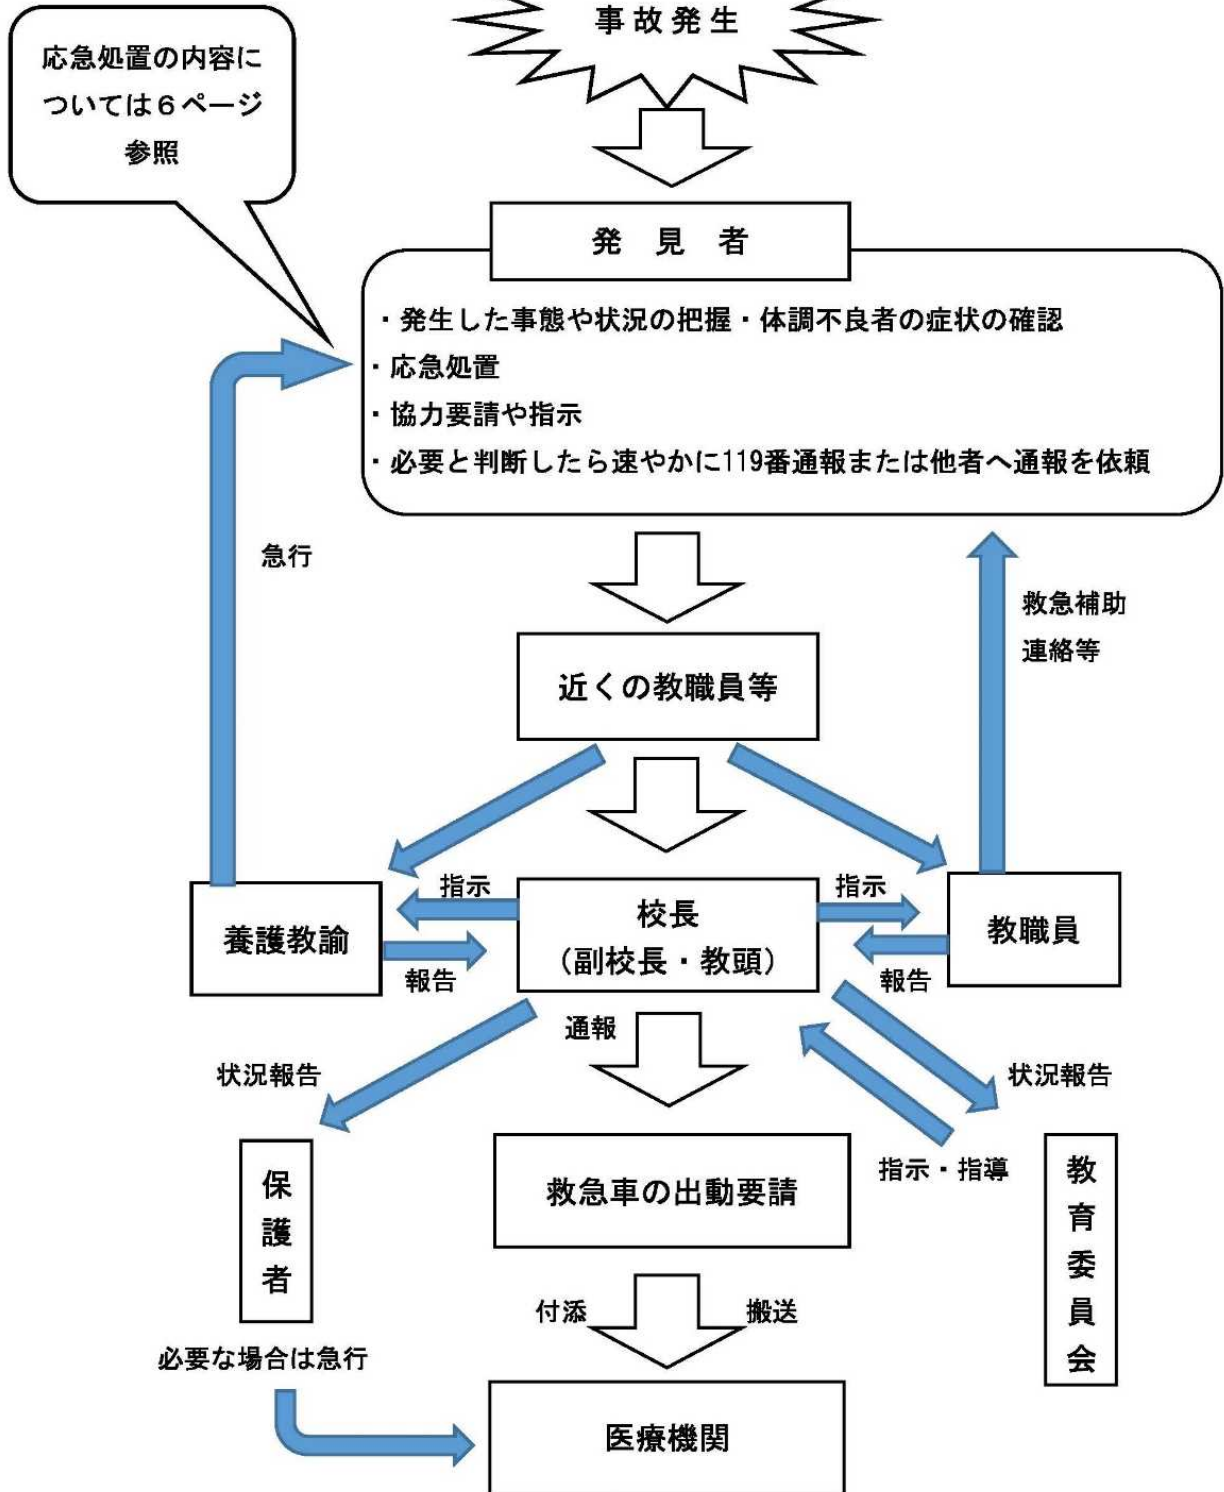 事故発生
応急処置の内容に
ついては６ページ
参照
発　見　者
・発生した事態や状況の把握・体調不良者の症状の確認
・応急処置
・協力要請や指示
・必要と判断したら速やかに119番通報または他者へ通報を依頼
急行
救急補助
連絡等
近くの教職員等
指示
指示
養護教諭
校長
（副校長・教頭）
教職員
報告
報告
通報
状況報告
状況報告
指示・指導
保護者
救急車の出動要請
教育委員会
付添
搬送
必要な場合は急行
医療機関